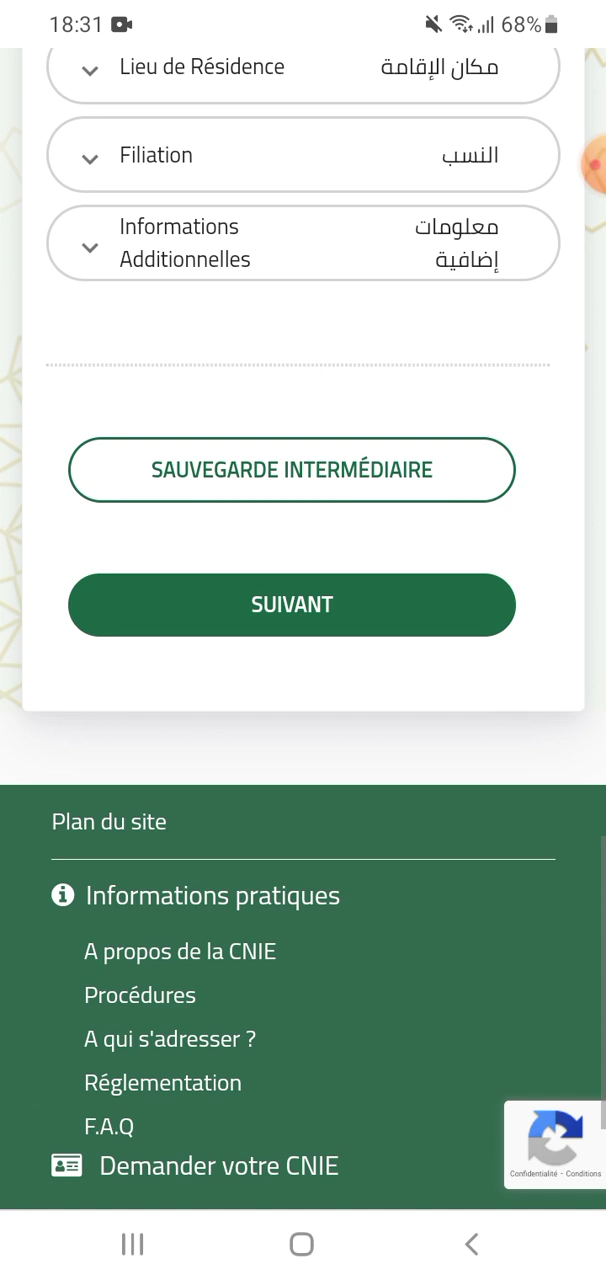 18:31 68%
Lieu de Résidence مكان الإقامة
Filiation النسب
Informations معلومات
Additionnelles إضافية
SAUVEGARDE INTERMÉDIAIRE
SUIVANT
Plan du site
Informations pratiques
A propos de la CNIE
Procédures
A qui s'adresser ?
Réglementation
F.A.Q
Demander votre CNIE
Confidentialité - Conditions